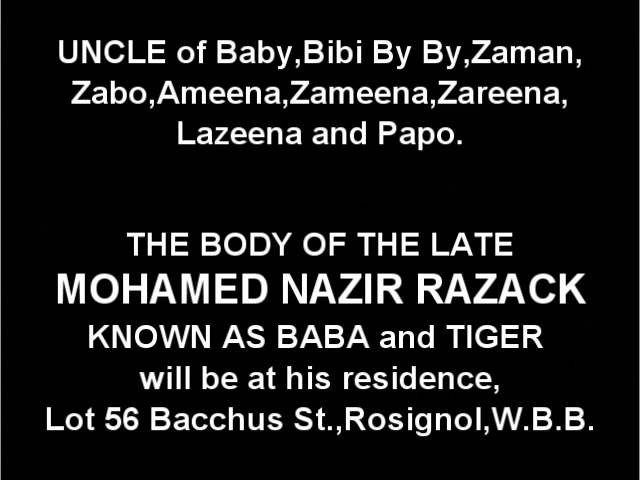 UNCLE of Baby,Bibi By By,Zaman,
Zabo,Ameena,Zameena,Zareena,
Lazeena and Papo.
THE BODY OF THE LATE
MOHAMED NAZIR RAZACK
KNOWN AS BABA and TIGER
will be at his residence,
Lot 56 Bacchus St.,Rosignol,W.B.B.